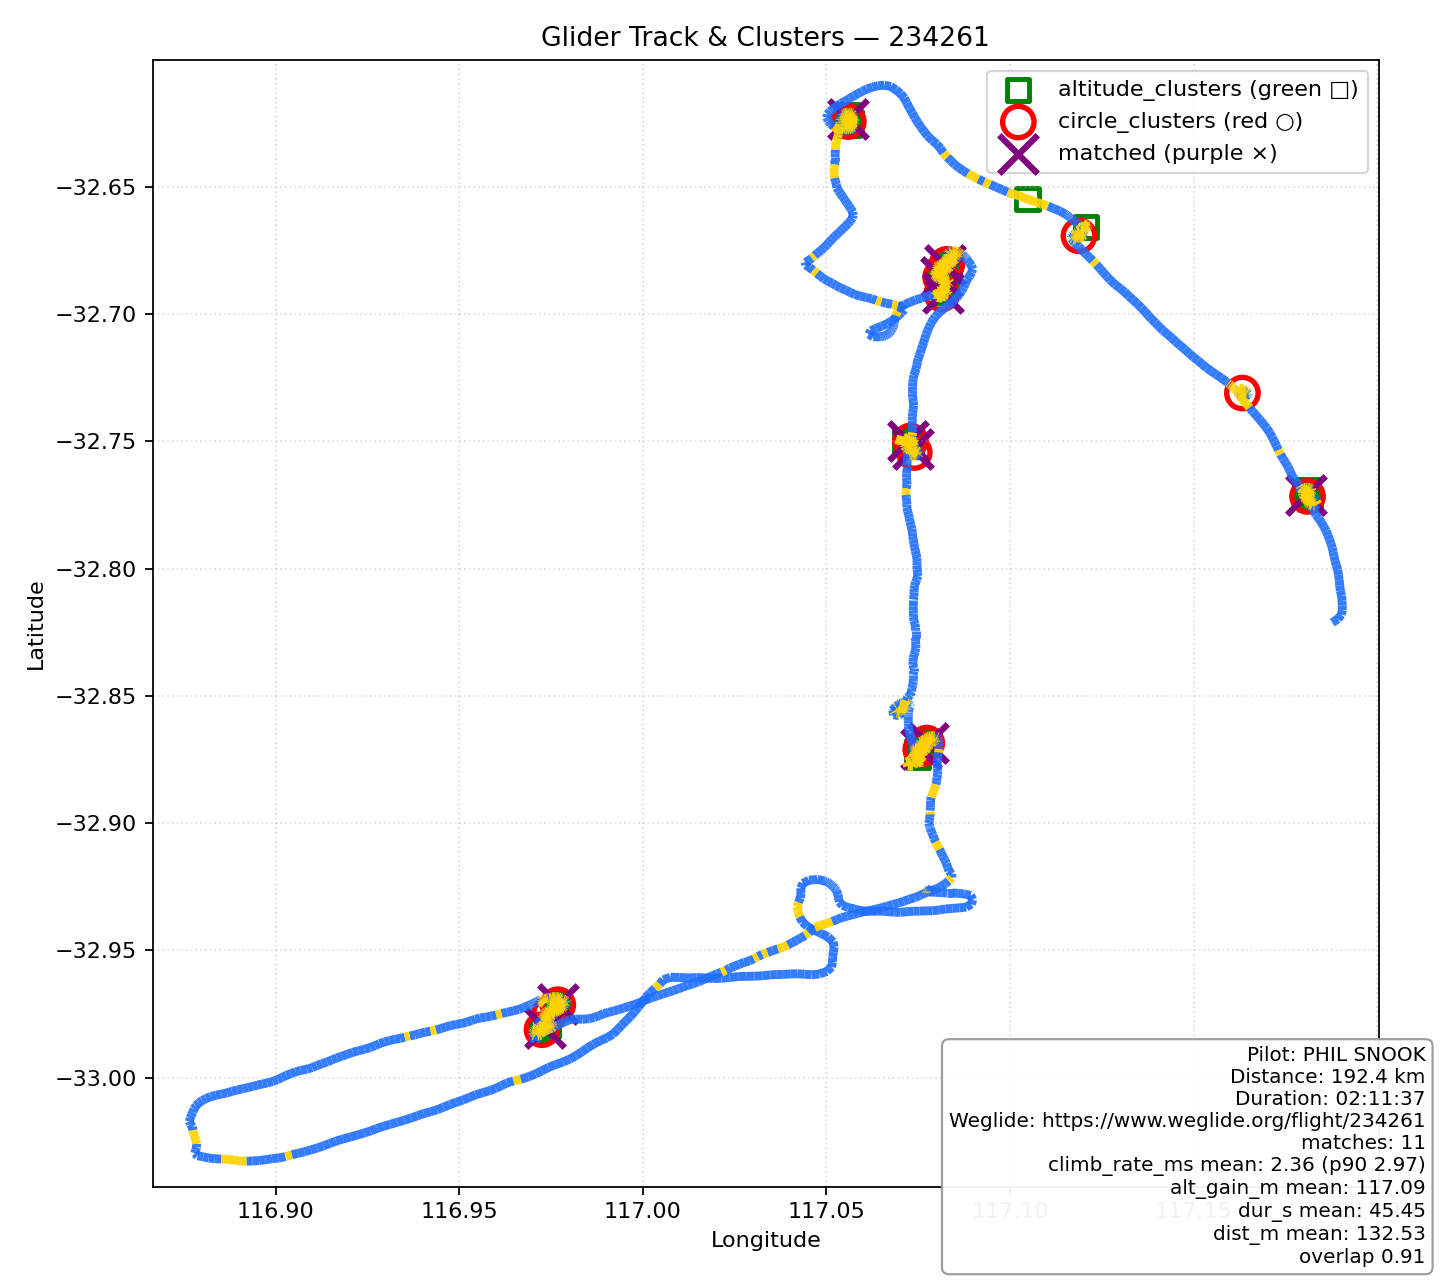 Glider Track & Clusters — 234261
altitude_clusters (green □)
circle_clusters (red ○)
matched (purple ×)
Latitude
−32.65
−32.70
−32.75
−32.80
−32.85
−32.90
−32.95
−33.00
116.90
116.95
117.00
117.05
117.10
117.15
Longitude
Pilot: PHIL SNOOK
Distance: 192.4 km
Duration: 02:11:37
Weglide: https://www.weglide.org/flight/234261
matches: 11
climb_rate_ms mean: 2.36 (p90 2.97)
alt_gain_m mean: 117.09
dur_s mean: 45.45
dist_m mean: 132.53
overlap 0.91